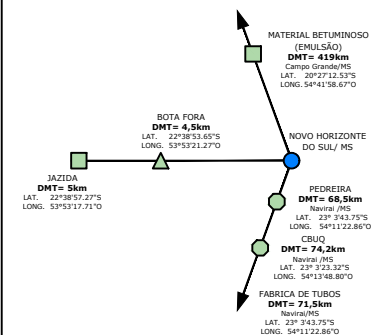 MATERIAL BETUMINOSO
(EMULSÃO)
DMT= 419km
Campo Grande/MS
LAT. 20°27'12.53"S
LONG. 54°41'58.67"O
BOTA FORA
DMT= 4,5km
LAT. 22°38'53.65"S
LONG. 53°53'21.27"O
NOVO HORIZONTE
DO SUL/ MS
JAZIDA
DMT= 5km
LAT. 22°38'57.27"S
LONG. 53°53'17.71"O
PEDREIRA
DMT= 68,5km
Navirai/MS
LAT. 23° 3'43.75"S
LONG. 54°11'22.86"O
CBUQ
DMT= 74,2km
Navirai /MS
LAT. 23° 3'23.32"S
LONG. 54°13'48.80"O
FABRICA DE TUBOS
DMT= 71,5km
Navirai/MS
LAT. 23° 3'43.75"S
LONG. 54°11'22.86"O